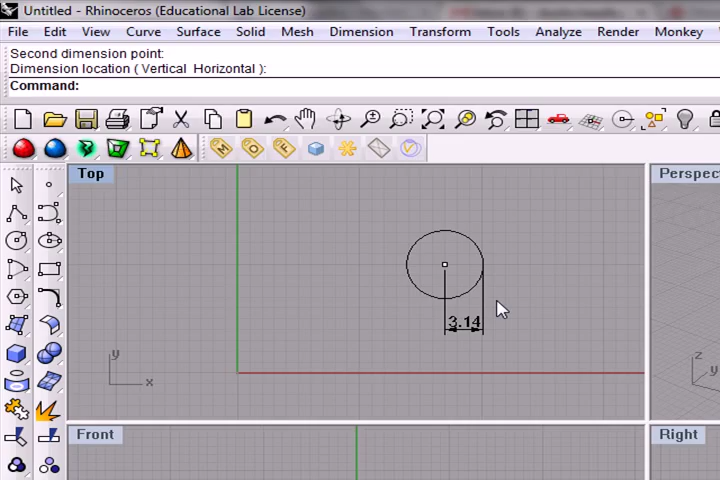 Untitled - Rhinoceros (Educational Lab License)
File Edit View Curve Surface Solid Mesh Dimension Transform Tools Analyze Render Monkey
Second dimension point:
Dimension location ( Vertical Horizontal ):
Command:
Top
Perspec
3.14
y
x
z
y
Front
Right